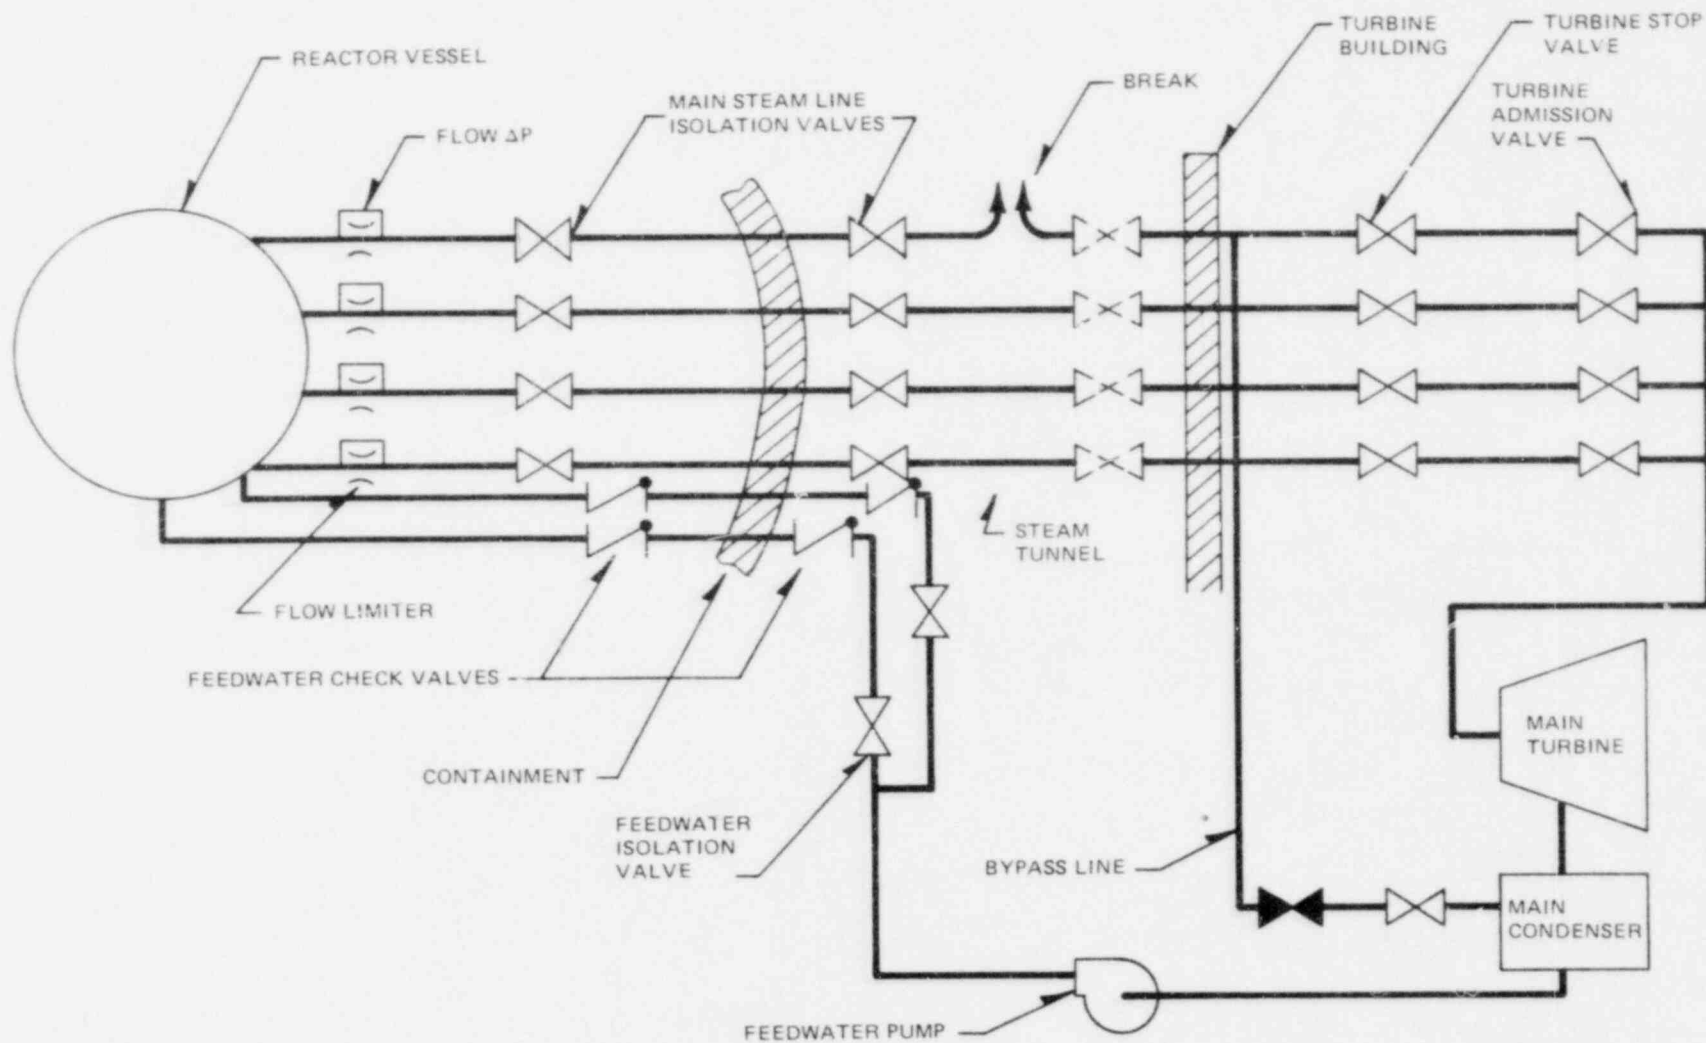 TURBINE
BUILDING
TURBINE STOP
VALVE
REACTOR VESSEL
BREAK
MAIN STEAM LINE
ISOLATION VALVES
TURBINE
ADMISSION
VALVE
FLOW ΔP
STEAM
TUNNEL
FLOW LIMITER
FEEDWATER CHECK VALVES
MAIN
TURBINE
CONTAINMENT
FEEDWATER
ISOLATION
VALVE
BYPASS LINE
MAIN
CONDENSER
FEEDWATER PUMP